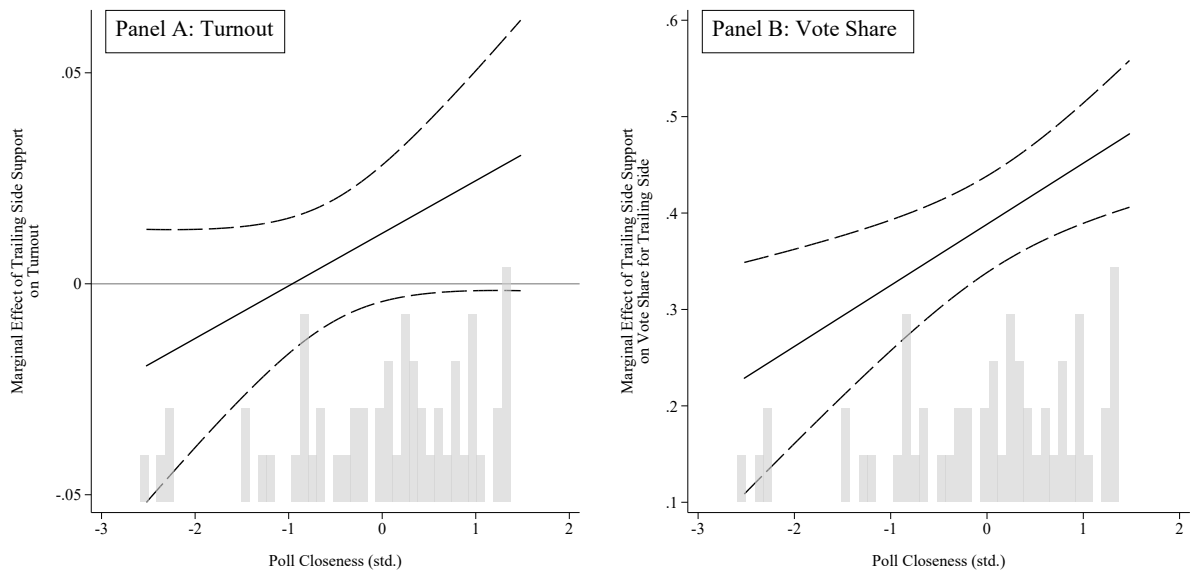 Panel A: Turnout
.05
0
-.05
Marginal Effect of Trailing Side Support
on Turnout
-3
-2
-1
0
1
2
Poll Closeness (std.)
Panel B: Vote Share
.6
.5
.4
.3
.2
.1
Marginal Effect of Trailing Side Support
on Vote Share for Trailing Side
-3
-2
-1
0
1
2
Poll Closeness (std.)